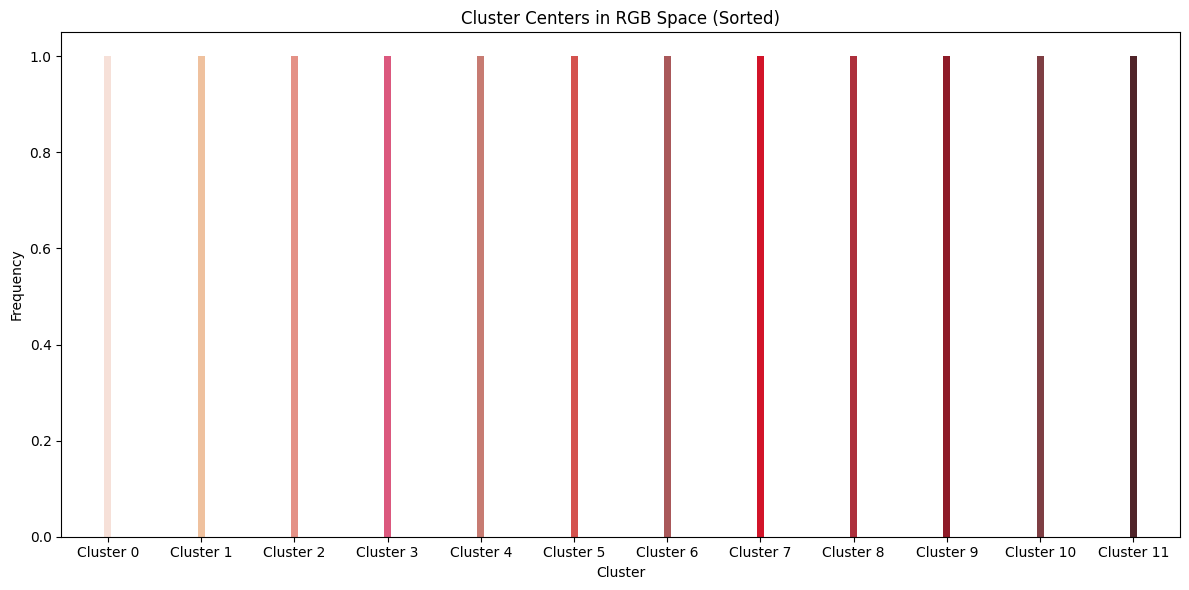 Cluster Centers in RGB Space (Sorted)
Frequency
1.0
0.8
0.6
0.4
0.2
0.0
Cluster 0 Cluster 1 Cluster 2 Cluster 3 Cluster 4 Cluster 5 Cluster 6 Cluster 7 Cluster 8 Cluster 9 Cluster 10 Cluster 11
Cluster